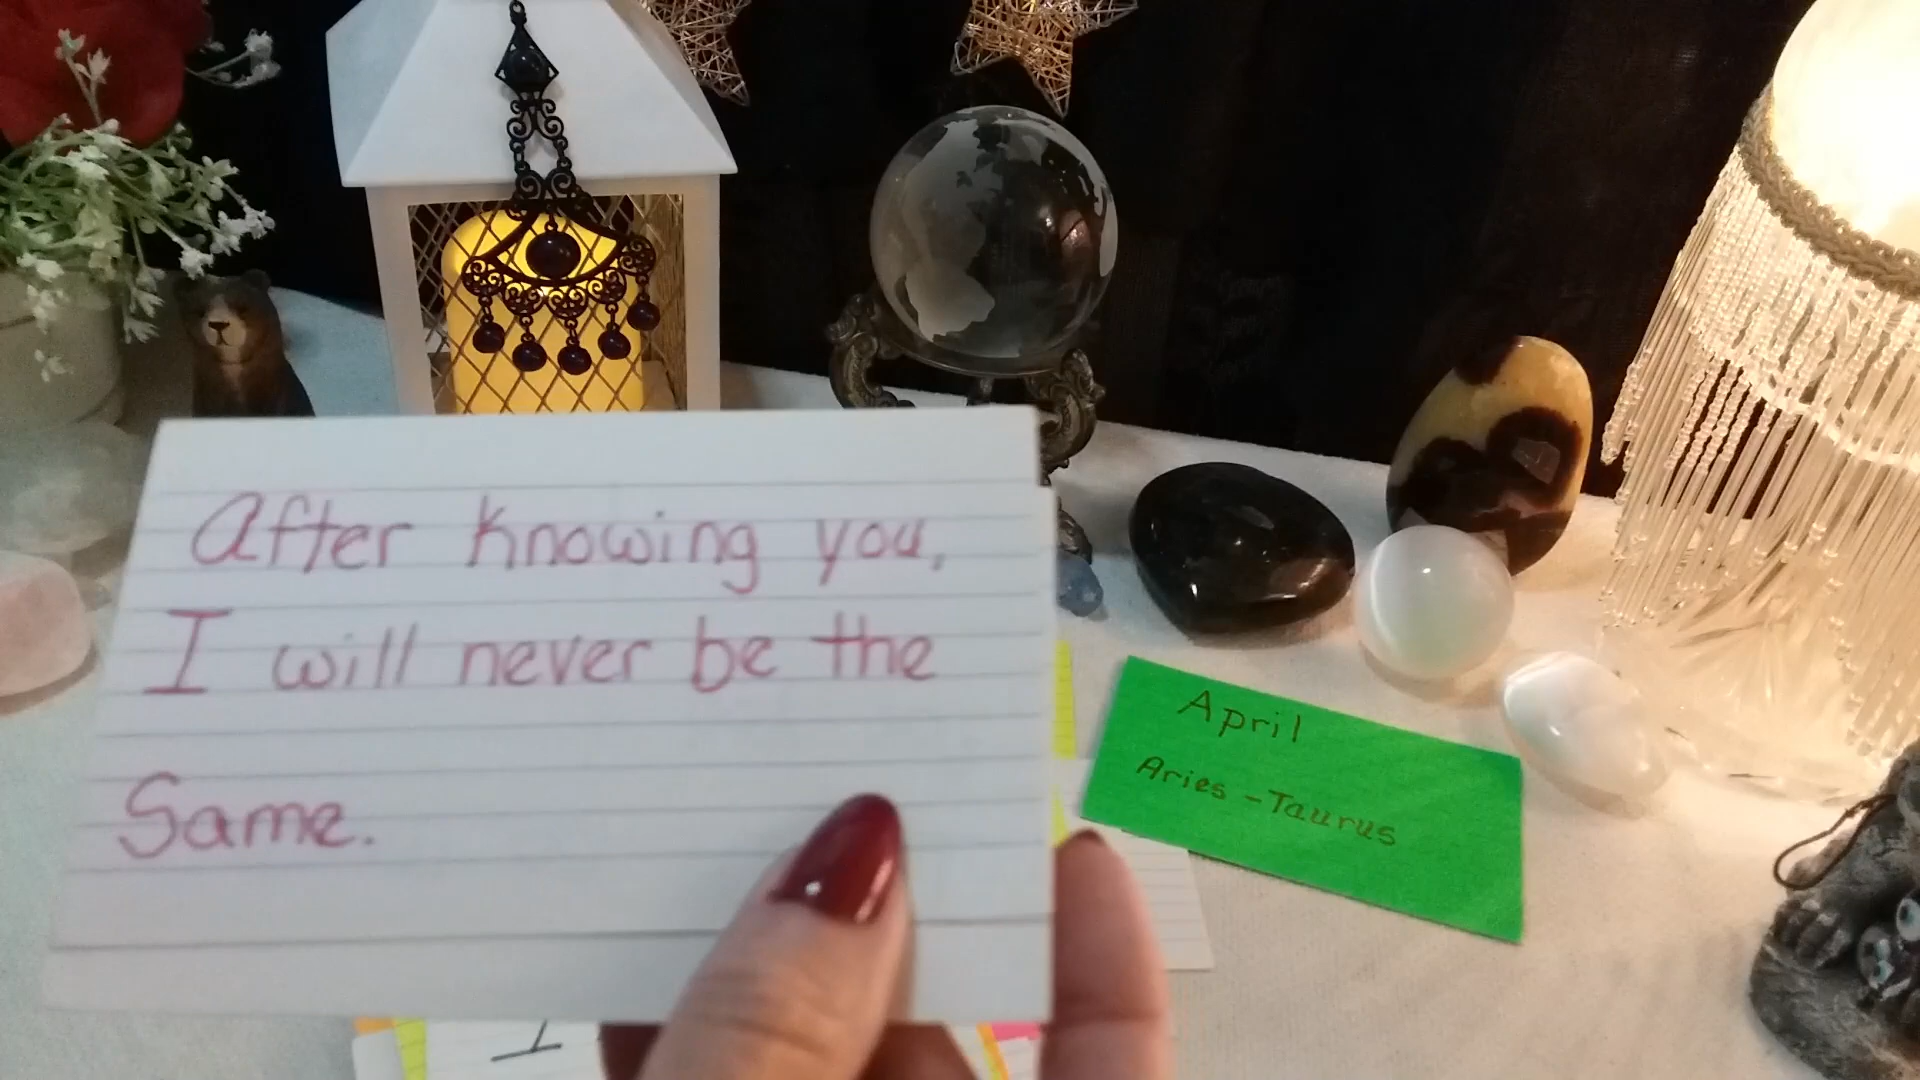 After knowing you,
I will never be the
Same.
April
Aries - Taurus
I